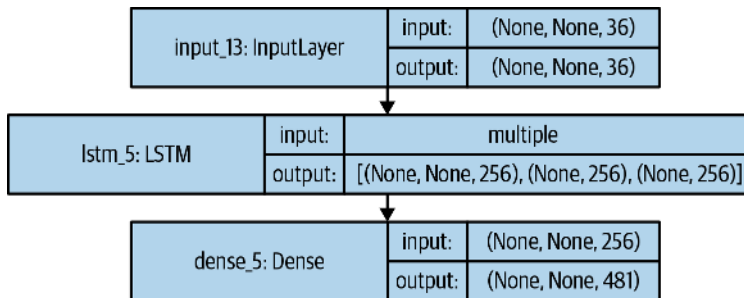 input_13: InputLayer
input: (None, None, 36)
output: (None, None, 36)
lstm_5: LSTM
input: multiple
output: [(None, None, 256), (None, 256), (None, 256)]
dense_5: Dense
input: (None, None, 256)
output: (None, None, 481)